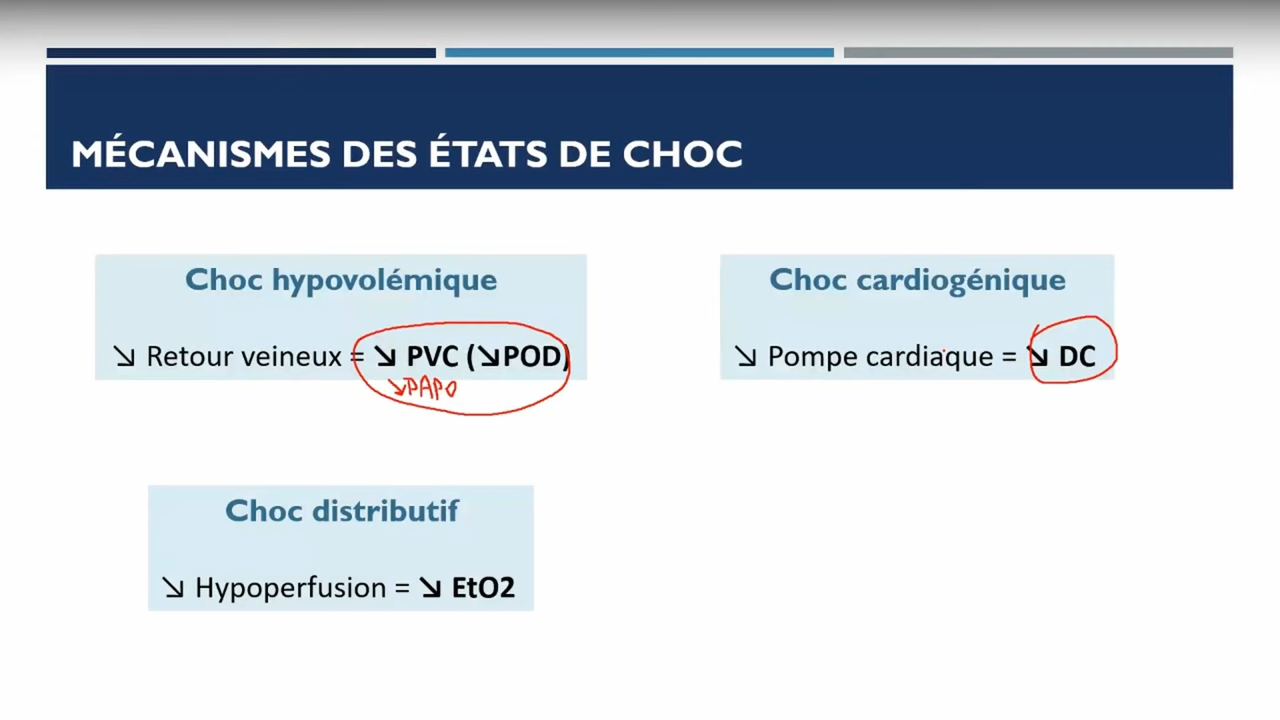 MÉCANISMES DES ÉTATS DE CHOC
Choc hypovolémique
↘ Retour veineux = ↘ PVC (↘POD)
↘PAPO
Choc cardiogénique
↘ Pompe cardiaque = ↘ DC
Choc distributif
↘ Hypoperfusion = ↘ EtO2